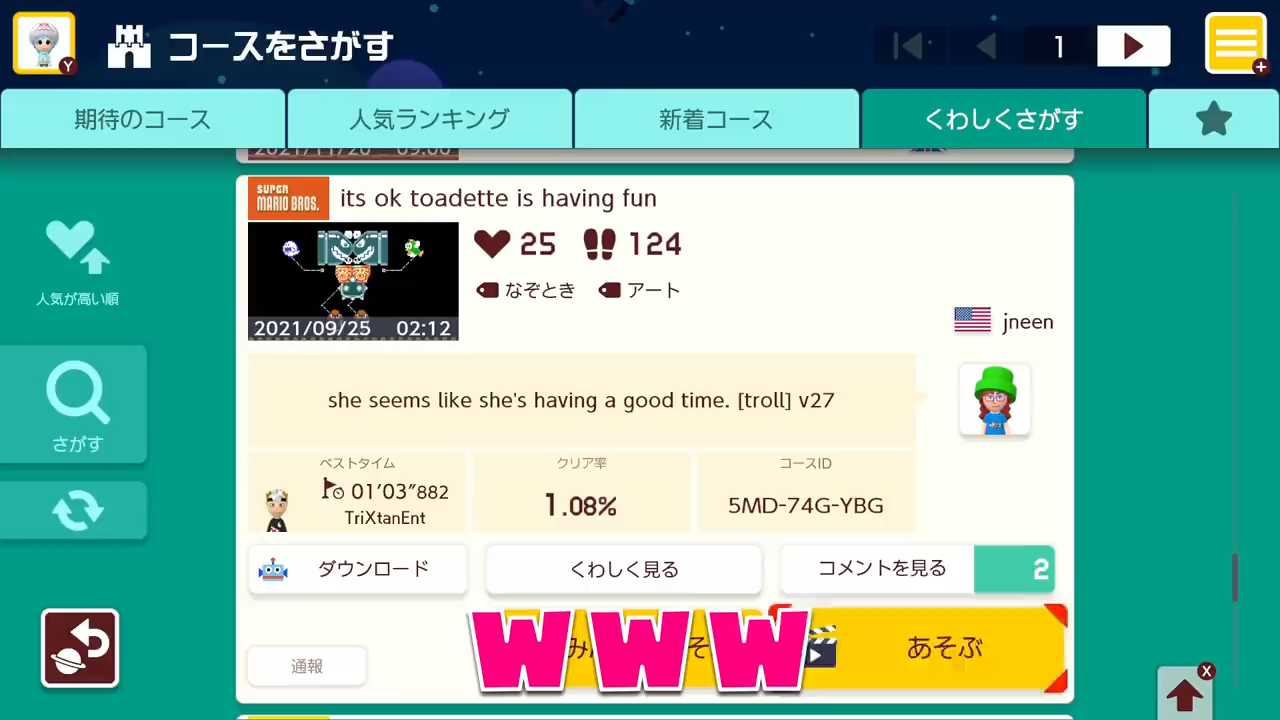 Y
コースをさがす
1
+
期待のコース
人気ランキング
新着コース
くわしくさがす
2021/11/20 09:00
SUPER
MARIO BROS.
its ok toadette is having fun
25
124
なぞとき
アート
2021/09/25 02:12
jneen
人気が高い順
さがす
she seems like she's having a good time. [troll] v27
ベストタイム
01'03"882
TriXtanEnt
クリア率
1.08%
コースID
5MD-74G-YBG
ダウンロード
くわしく見る
コメントを見る
2
通報
WWW
あそぶ
X